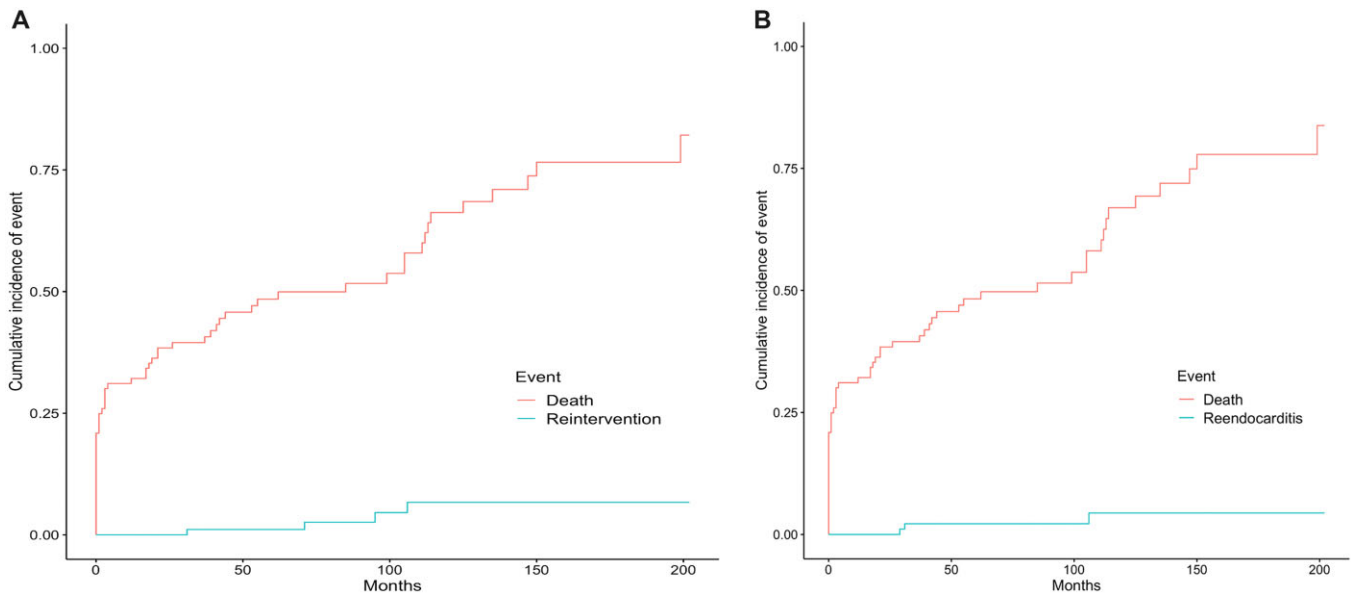 A
Cumulative incidence of event
1.00
0.75
0.50
0.25
0.00
Event
Death
Reintervention
0 50 100 150 200
Months
B
Cumulative incidence of event
1.00
0.75
0.50
0.25
0.00
Event
Death
Reendocarditis
0 50 100 150 200
Months